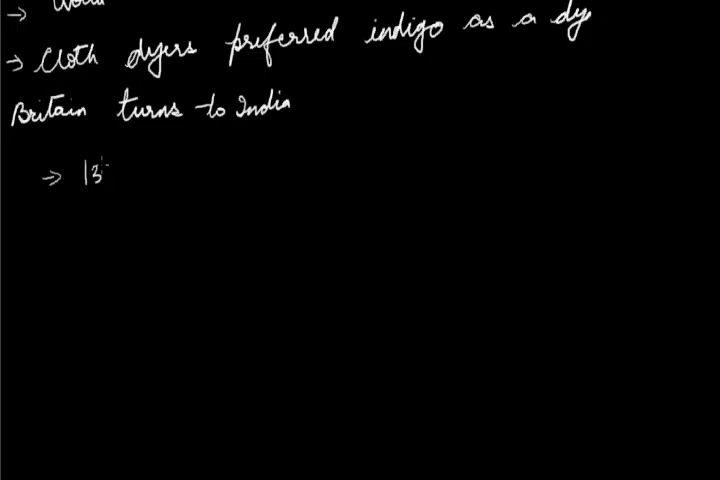 →
→ Cloth dyers preferred indigo as a dy
Britain turns to India
→ 13